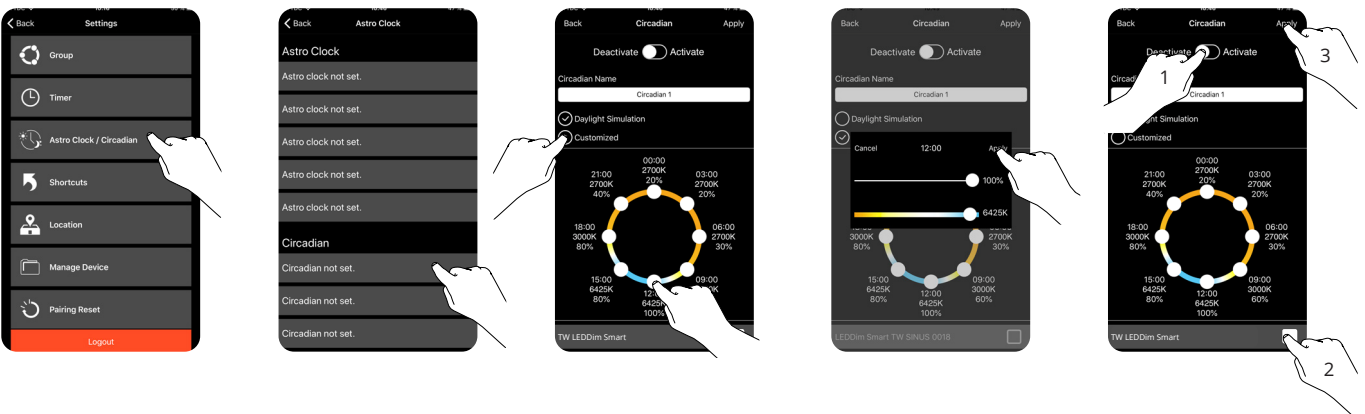 Back Settings
Group
Timer
Astro Clock / Circadian
Shortcuts
Location
Manage Device
Pairing Reset
Logout
Back Astro Clock
Astro Clock
Astro clock not set.
Astro clock not set.
Astro clock not set.
Astro clock not set.
Astro clock not set.
Circadian
Circadian not set.
Circadian not set.
Circadian not set.
Back Circadian Apply
Deactivate Activate
Circadian Name
Circadian 1
Daylight Simulation
Customized
00:00
2700K
20%
03:00
2700K
20%
06:00
2700K
30%
09:00
12:00
6425K
100%
15:00
6425K
80%
18:00
3000K
80%
21:00
2700K
40%
TW LEDDim Smart
Back Circadian Apply
Deactivate Activate
Circadian Name
Circadian 1
Daylight Simulation
Cancel 12:00 Apply
100%
6425K
3000K
80%
2700K
30%
15:00
6425K
80%
12:00
6425K
100%
09:00
3000K
60%
LEDDim Smart TW SINUS 0018
Back Circadian Apply
Deactivate Activate
Circadian 1
Simulation
Customized
00:00
2700K
20%
03:00
2700K
20%
06:00
2700K
30%
09:00
3000K
60%
12:00
6425K
100%
15:00
6425K
80%
18:00
3000K
80%
21:00
2700K
40%
TW LEDDim Smart
1
2
3